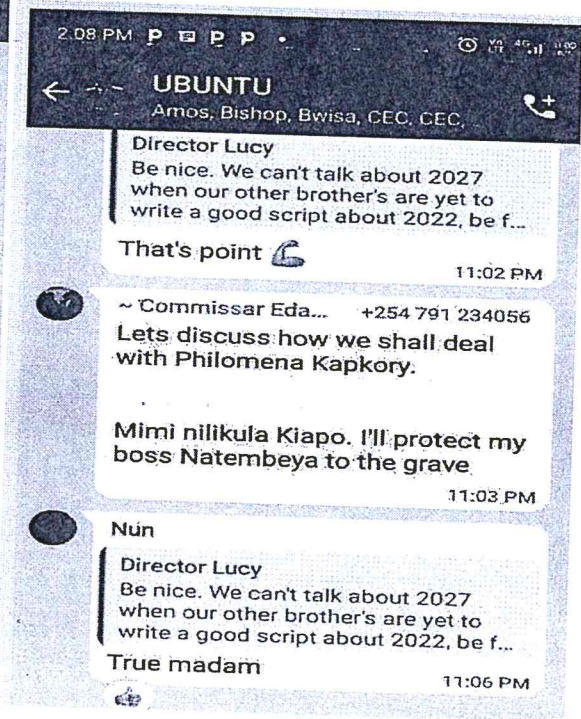 2.08 PM P P P
UBUNTU
Amos, Bishop, Bwisa, CEC, CEC,
Director Lucy
Be nice. We can't talk about 2027
when our other brother's are yet to
write a good script about 2022, be f...
That's point 💪
11:02 PM
~ Commissar Eda... +254 791 234056
Lets discuss how we shall deal
with Philomena Kapkory.
Mimi nilikula Kiapo. I'll protect my
boss Natembeya to the grave
11:03 PM
Nun
Director Lucy
Be nice. We can't talk about 2027
when our other brother's are yet to
write a good script about 2022, be f...
True madam
11:06 PM